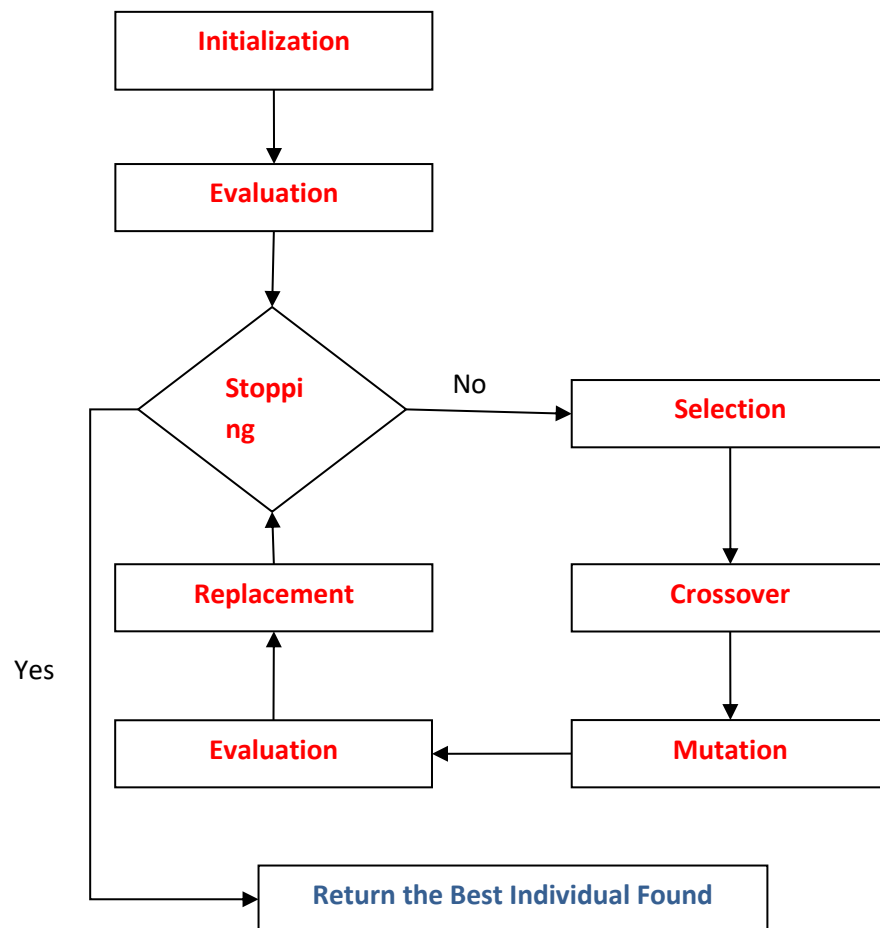 Initialization
Evaluation
Stoppi
ng
No
Selection
Replacement
Crossover
Yes
Evaluation
Mutation
Return the Best Individual Found